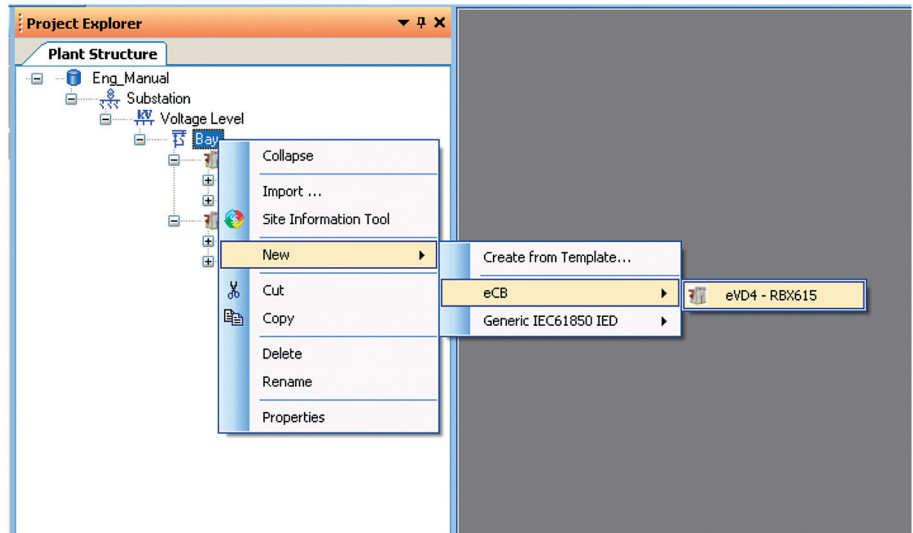 Project Explorer
Plant Structure
Eng_Manual
Substation
Voltage Level
Bay
Collapse
Import ...
Site Information Tool
New
Create from Template...
Cut
eCB
eVD4 - RBX615
Copy
Generic IEC61850 IED
Delete
Rename
Properties